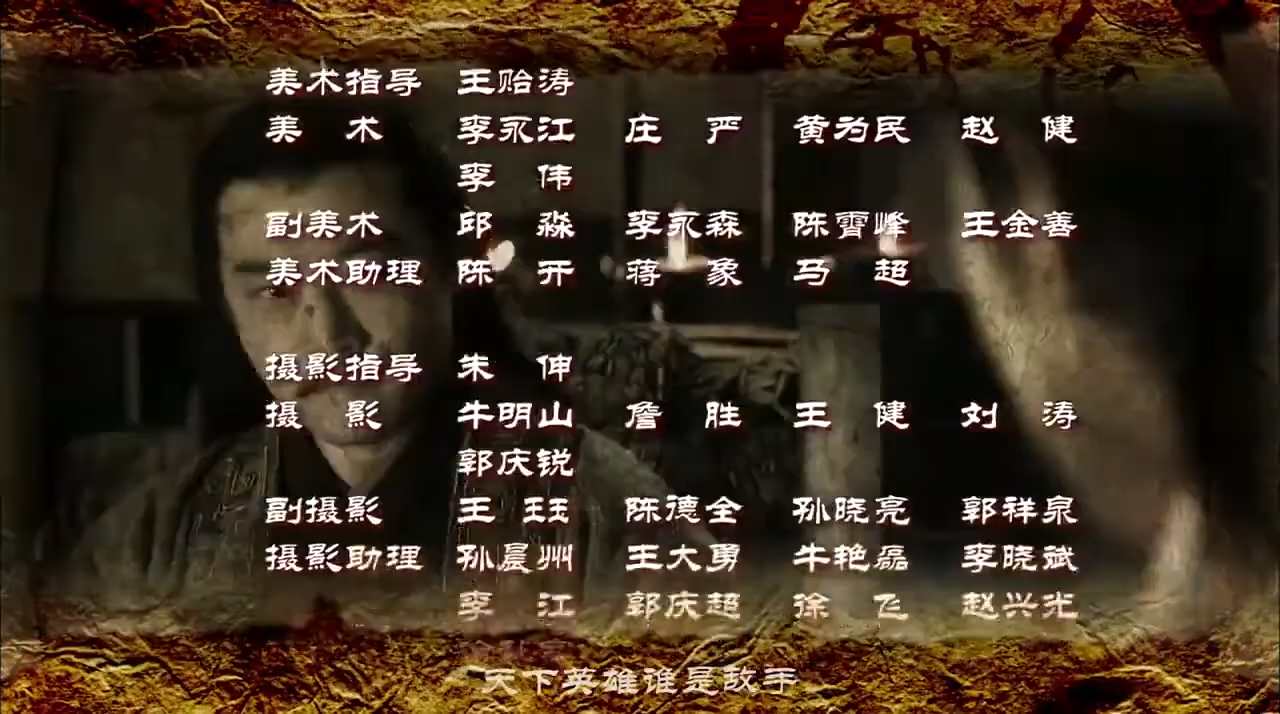 美术指导 王贻涛
美 术 李永江 庄 严 黄为民 赵 健
李 伟
副美术 邱 淼 李永森 陈霄峰 王金善
美术助理 陈 开 蒋 象 马 超
摄影指导 朱 伸
摄 影 牛明山 詹 胜 王 健 刘 涛
郭庆锐
副摄影 王 珏 陈德全 孙晓亮 郭祥泉
摄影助理 孙晨州 王大勇 牛艳磊 李晓斌
李 江 郭庆超 徐 飞 赵兴光
天下英雄谁是敌手